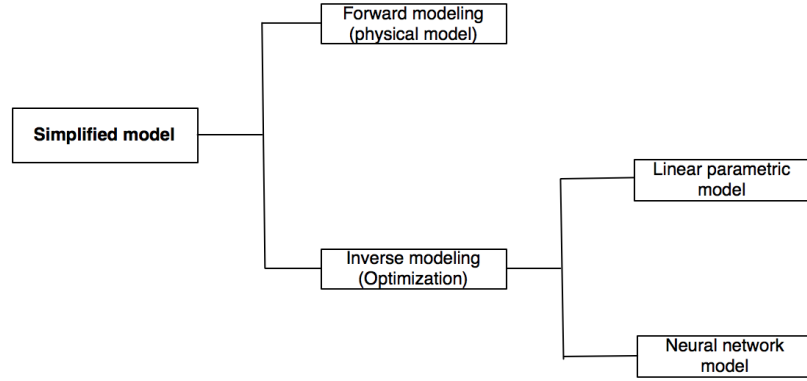 Forward modeling
(physical model)
Simplified model
Linear parametric
model
Inverse modeling
(Optimization)
Neural network
model